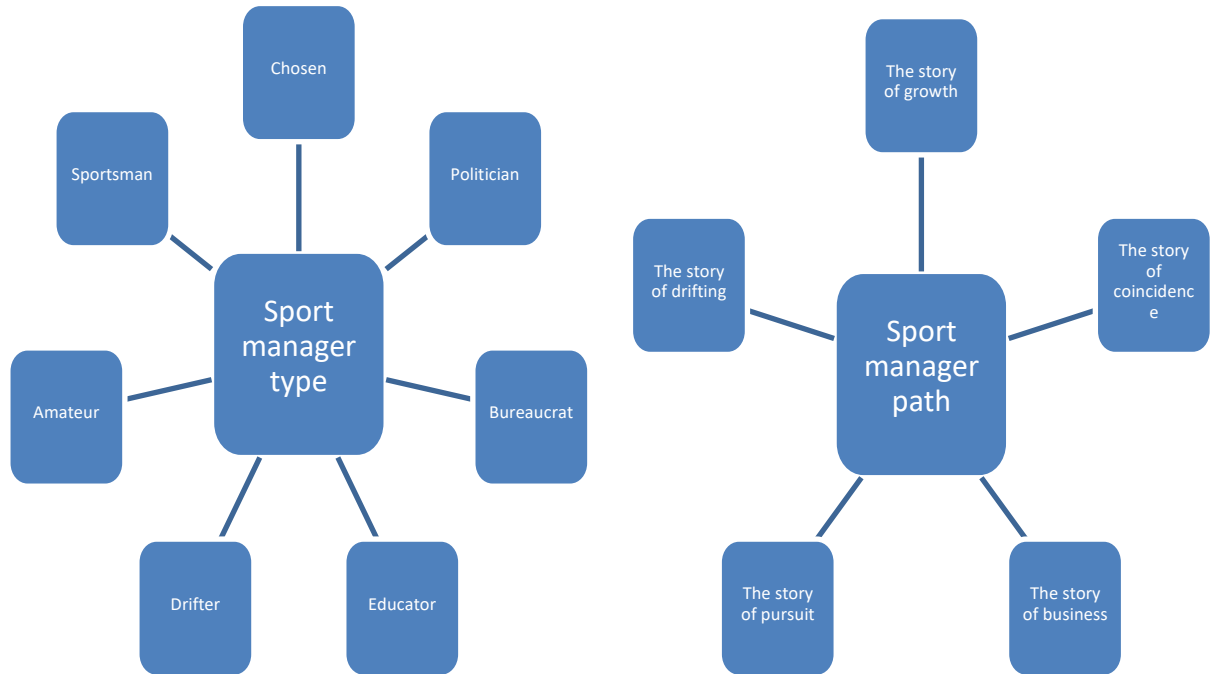 Chosen
Sportsman
Politician
Sport
manager
type
Amateur
Bureaucrat
Drifter
Educator
The story
of growth
The story
of drifting
The story
of
coincidenc
e
Sport
manager
path
The story
of pursuit
The story
of business